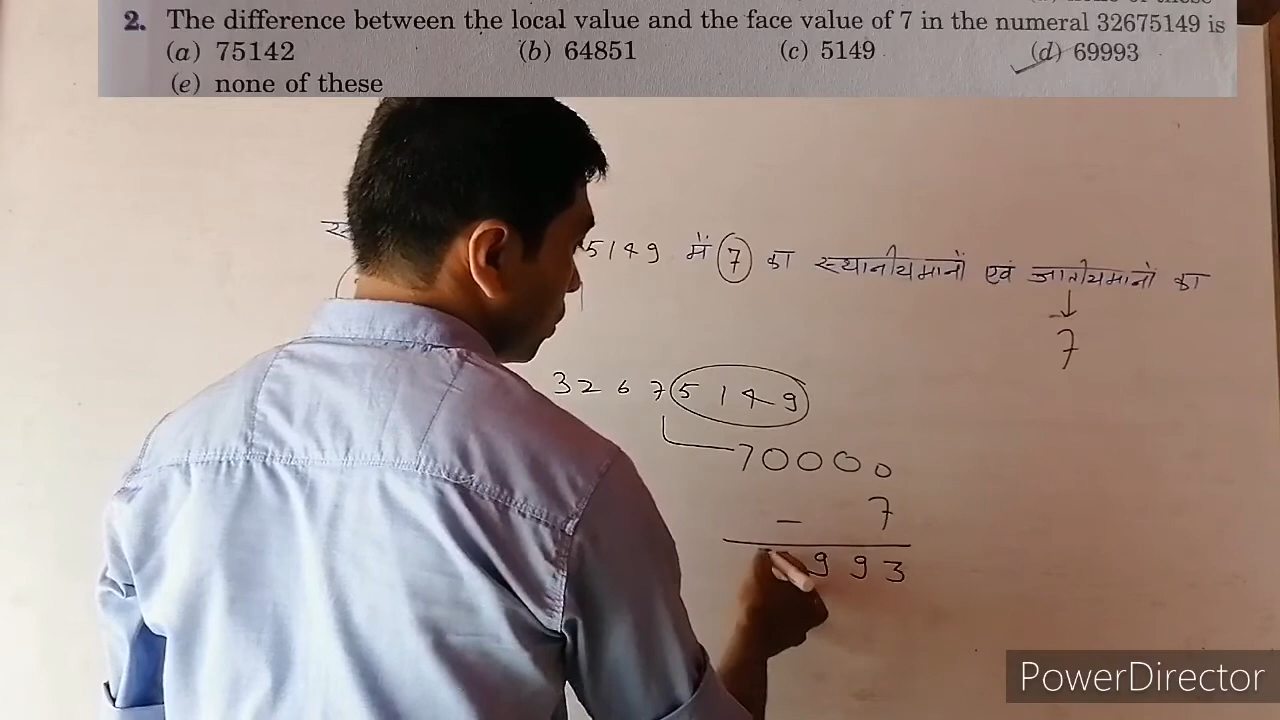 2. The difference between the local value and the face value of 7 in the numeral 32675149 is
(a) 75142 (b) 64851 (c) 5149 (d) 69993
(e) none of these
5149 में 7 का स्थानीयमानों एवं जातीयमानों का
7
3267 5149
70000
- 7
993
PowerDirector